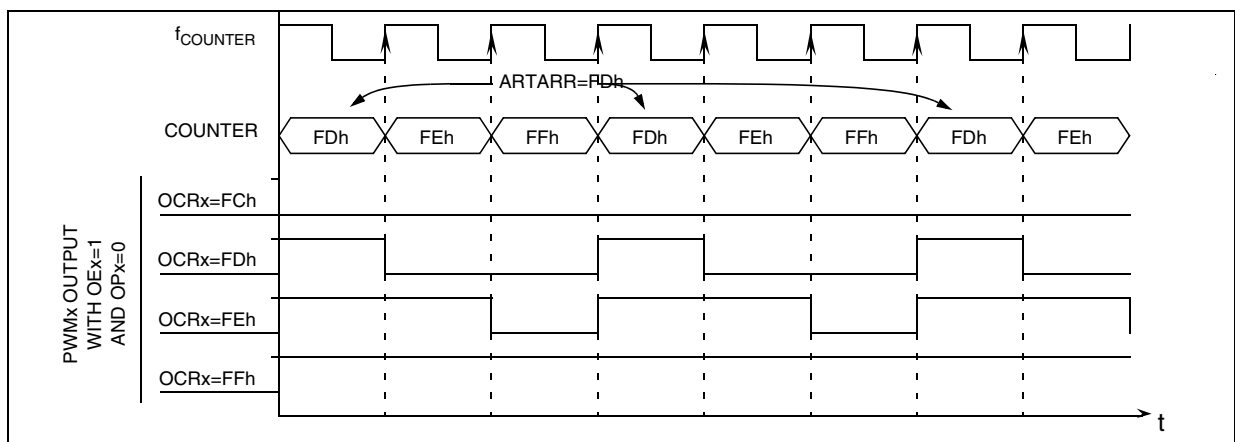 fCOUNTER
ARTARR=FDh
COUNTER
FDh FEh FFh FDh FEh FFh FDh FEh
PWMx OUTPUT
WITH OEx=1
AND OPx=0
OCRx=FCh
OCRx=FDh
OCRx=FEh
OCRx=FFh
t